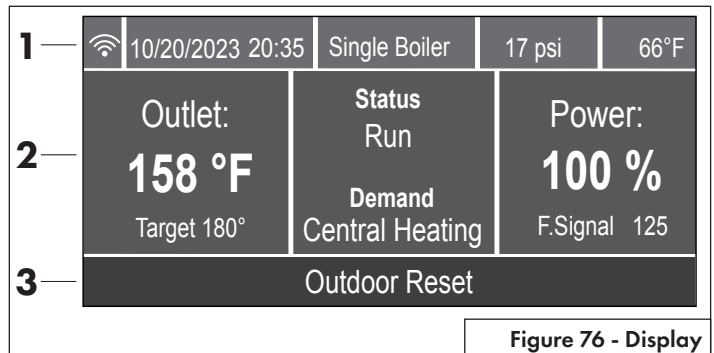 1
10/20/2023 20:35 Single Boiler 17 psi 66°F
2
Outlet:
158 °F
Target 180°
Status
Run
Demand
Central Heating
Power:
100 %
F.Signal 125
3
Outdoor Reset
Figure 76 - Display